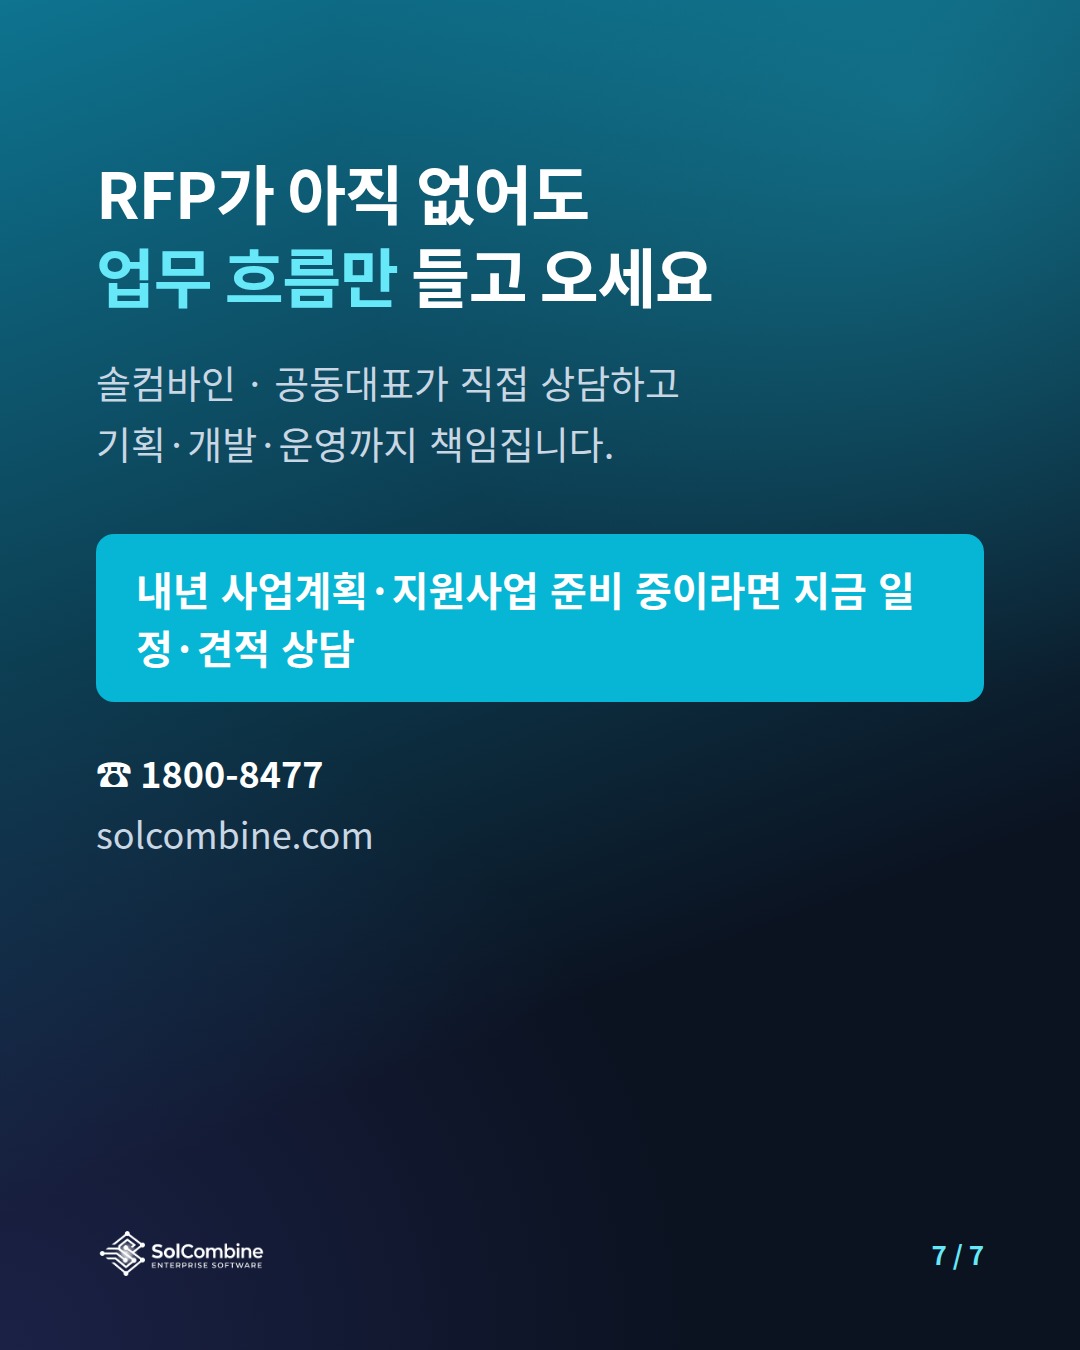 RFP가 아직 없어도
업무 흐름만 들고 오세요
솔컴바인 · 공동대표가 직접 상담하고
기획·개발·운영까지 책임집니다.
내년 사업계획·지원사업 준비 중이라면 지금 일
정·견적 상담
☎ 1800-8477
solcombine.com
SolCombine
ENTERPRISE SOFTWARE
7 / 7